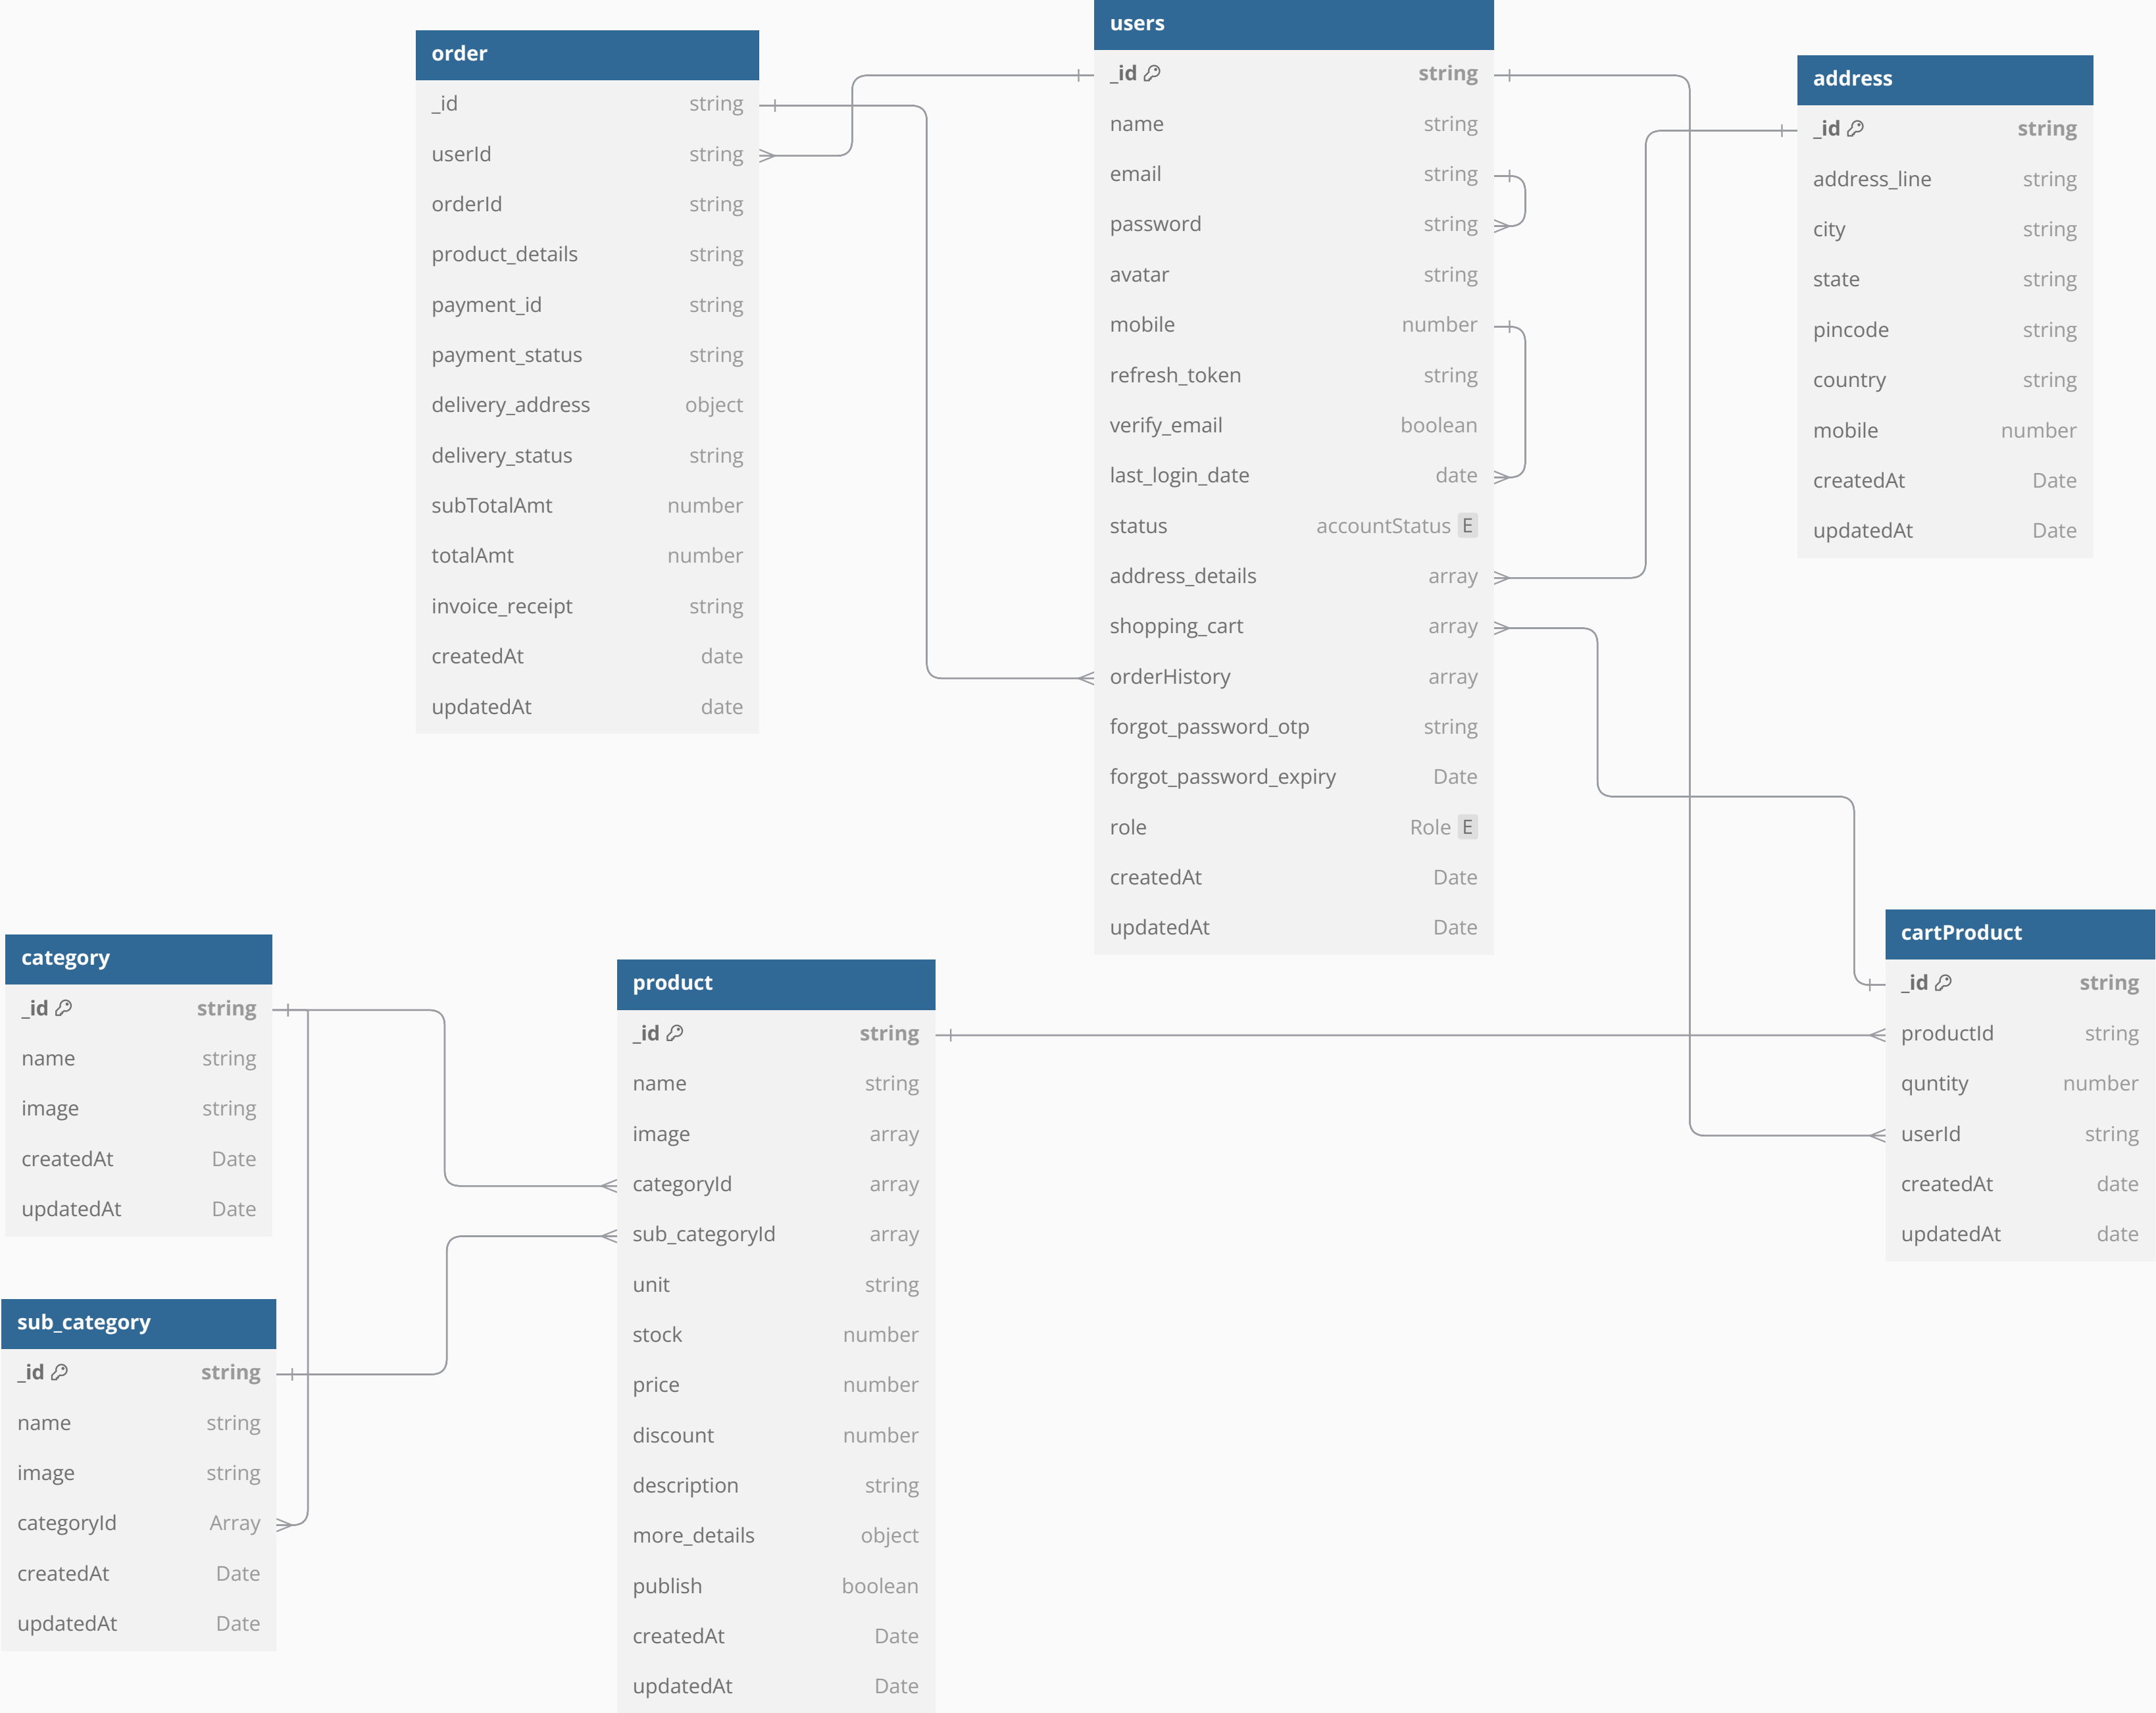 order
_id string
userId string
orderId string
product_details string
payment_id string
payment_status string
delivery_address object
delivery_status string
subTotalAmt number
totalAmt number
invoice_receipt string
createdAt date
updatedAt date
users
_id string
name string
email string
password string
avatar string
mobile number
refresh_token string
verify_email boolean
last_login_date date
status accountStatus E
address_details array
shopping_cart array
orderHistory array
forgot_password_otp string
forgot_password_expiry Date
role Role E
createdAt Date
updatedAt Date
address
_id string
address_line string
city string
state string
pincode string
country string
mobile number
createdAt Date
updatedAt Date
category
_id string
name string
image string
createdAt Date
updatedAt Date
sub_category
_id string
name string
image string
categoryId Array
createdAt Date
updatedAt Date
product
_id string
name string
image array
categoryId array
sub_categoryId array
unit string
stock number
price number
discount number
description string
more_details object
publish boolean
createdAt Date
updatedAt Date
cartProduct
_id string
productId string
quntity number
userId string
createdAt date
updatedAt date